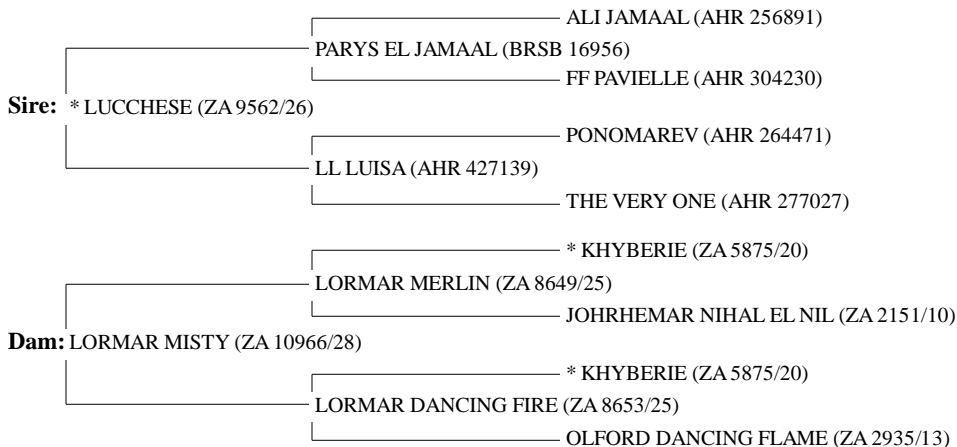 ALI JAMAAL (AHR 256891)
PARYS EL JAMAAL (BRSB 16956)
FF PAVIELLE (AHR 304230)
Sire: * LUCCHESE (ZA 9562/26)
PONOMAREV (AHR 264471)
LL LUISA (AHR 427139)
THE VERY ONE (AHR 277027)
* KHYBERIE (ZA 5875/20)
LORMAR MERLIN (ZA 8649/25)
JOHRHEMAR NIHAL EL NIL (ZA 2151/10)
Dam: LORMAR MISTY (ZA 10966/28)
* KHYBERIE (ZA 5875/20)
LORMAR DANCING FIRE (ZA 8653/25)
OLFORD DANCING FLAME (ZA 2935/13)